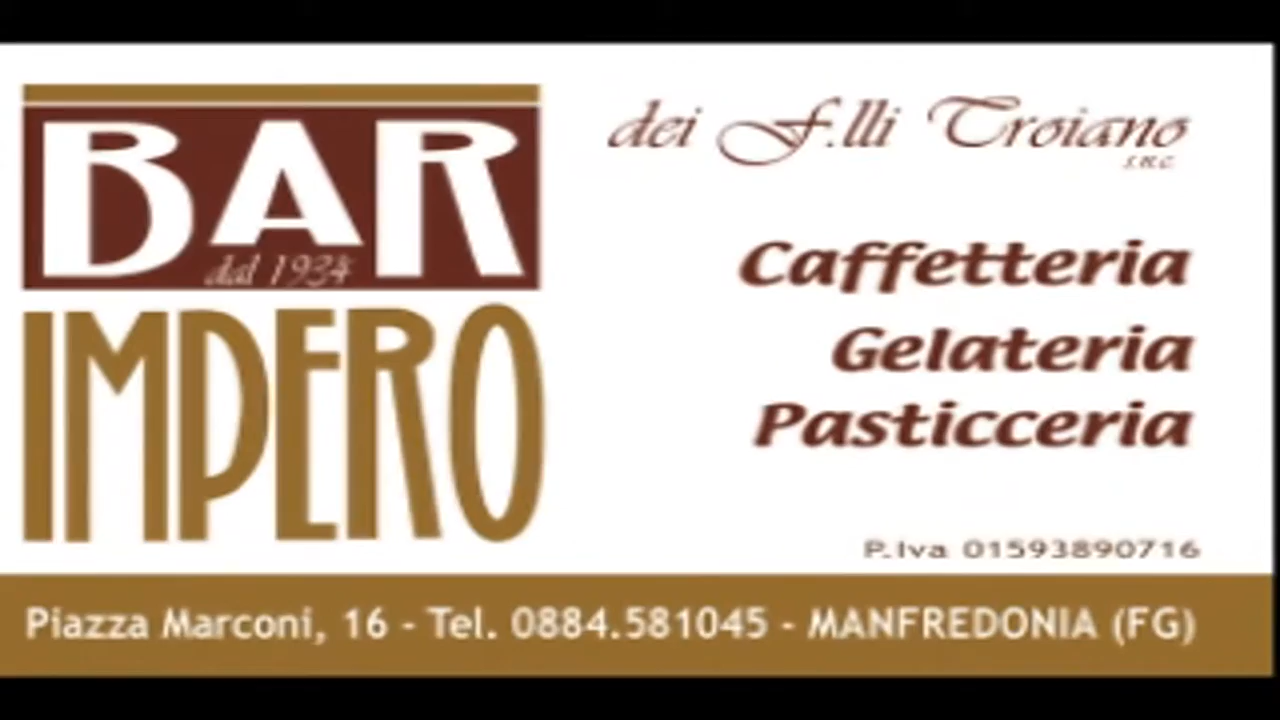 BAR
dal 1934
IMPERO
dei F.lli Troiano
s.n.c.
Caffetteria
Gelateria
Pasticceria
P.Iva 01593890716
Piazza Marconi, 16 - Tel. 0884.581045 - MANFREDONIA (FG)